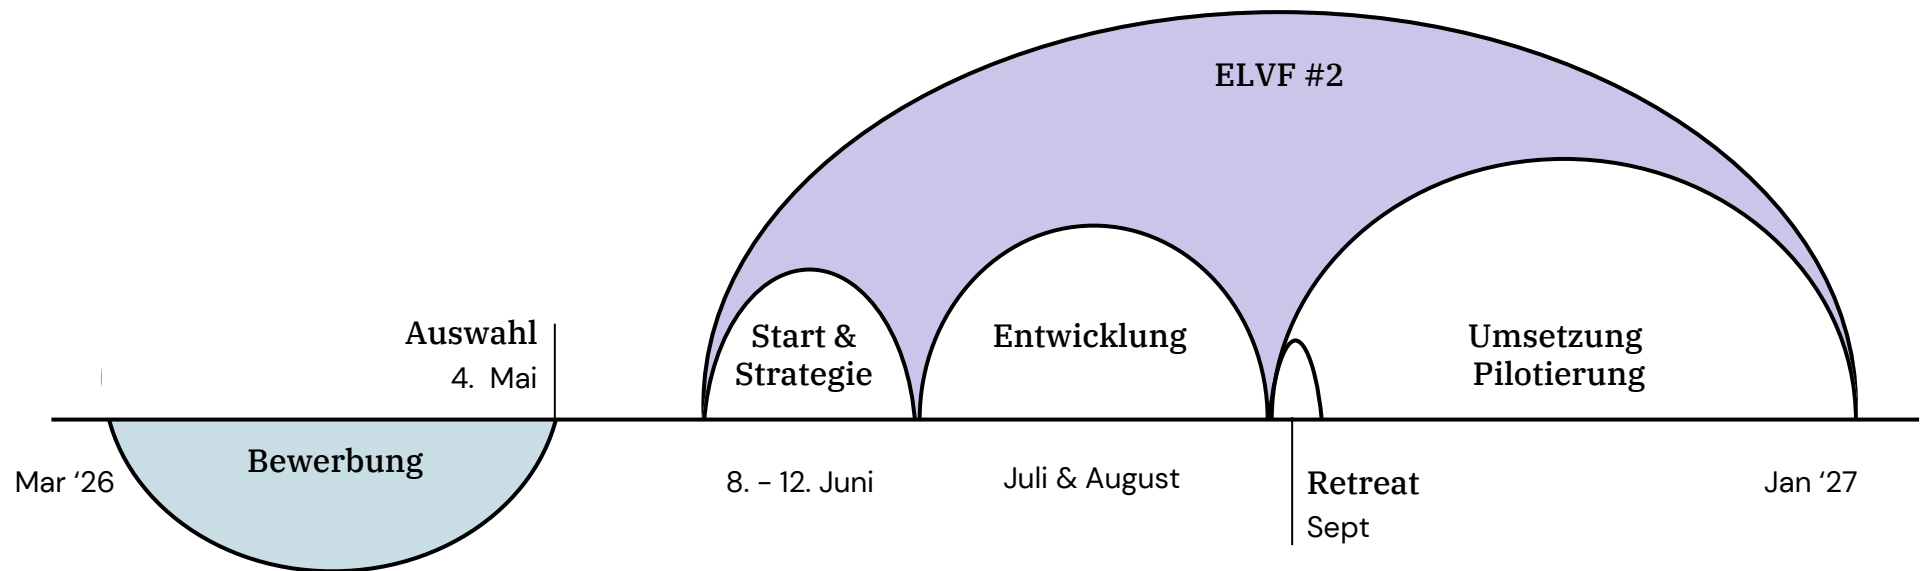 ELVF #2
Auswahl
4. Mai
Start &
Strategie
Entwicklung
Umsetzung
Pilotierung
Bewerbung
Mar ‘26
8. – 12. Juni
Juli & August
Retreat
Sept
Jan ‘27